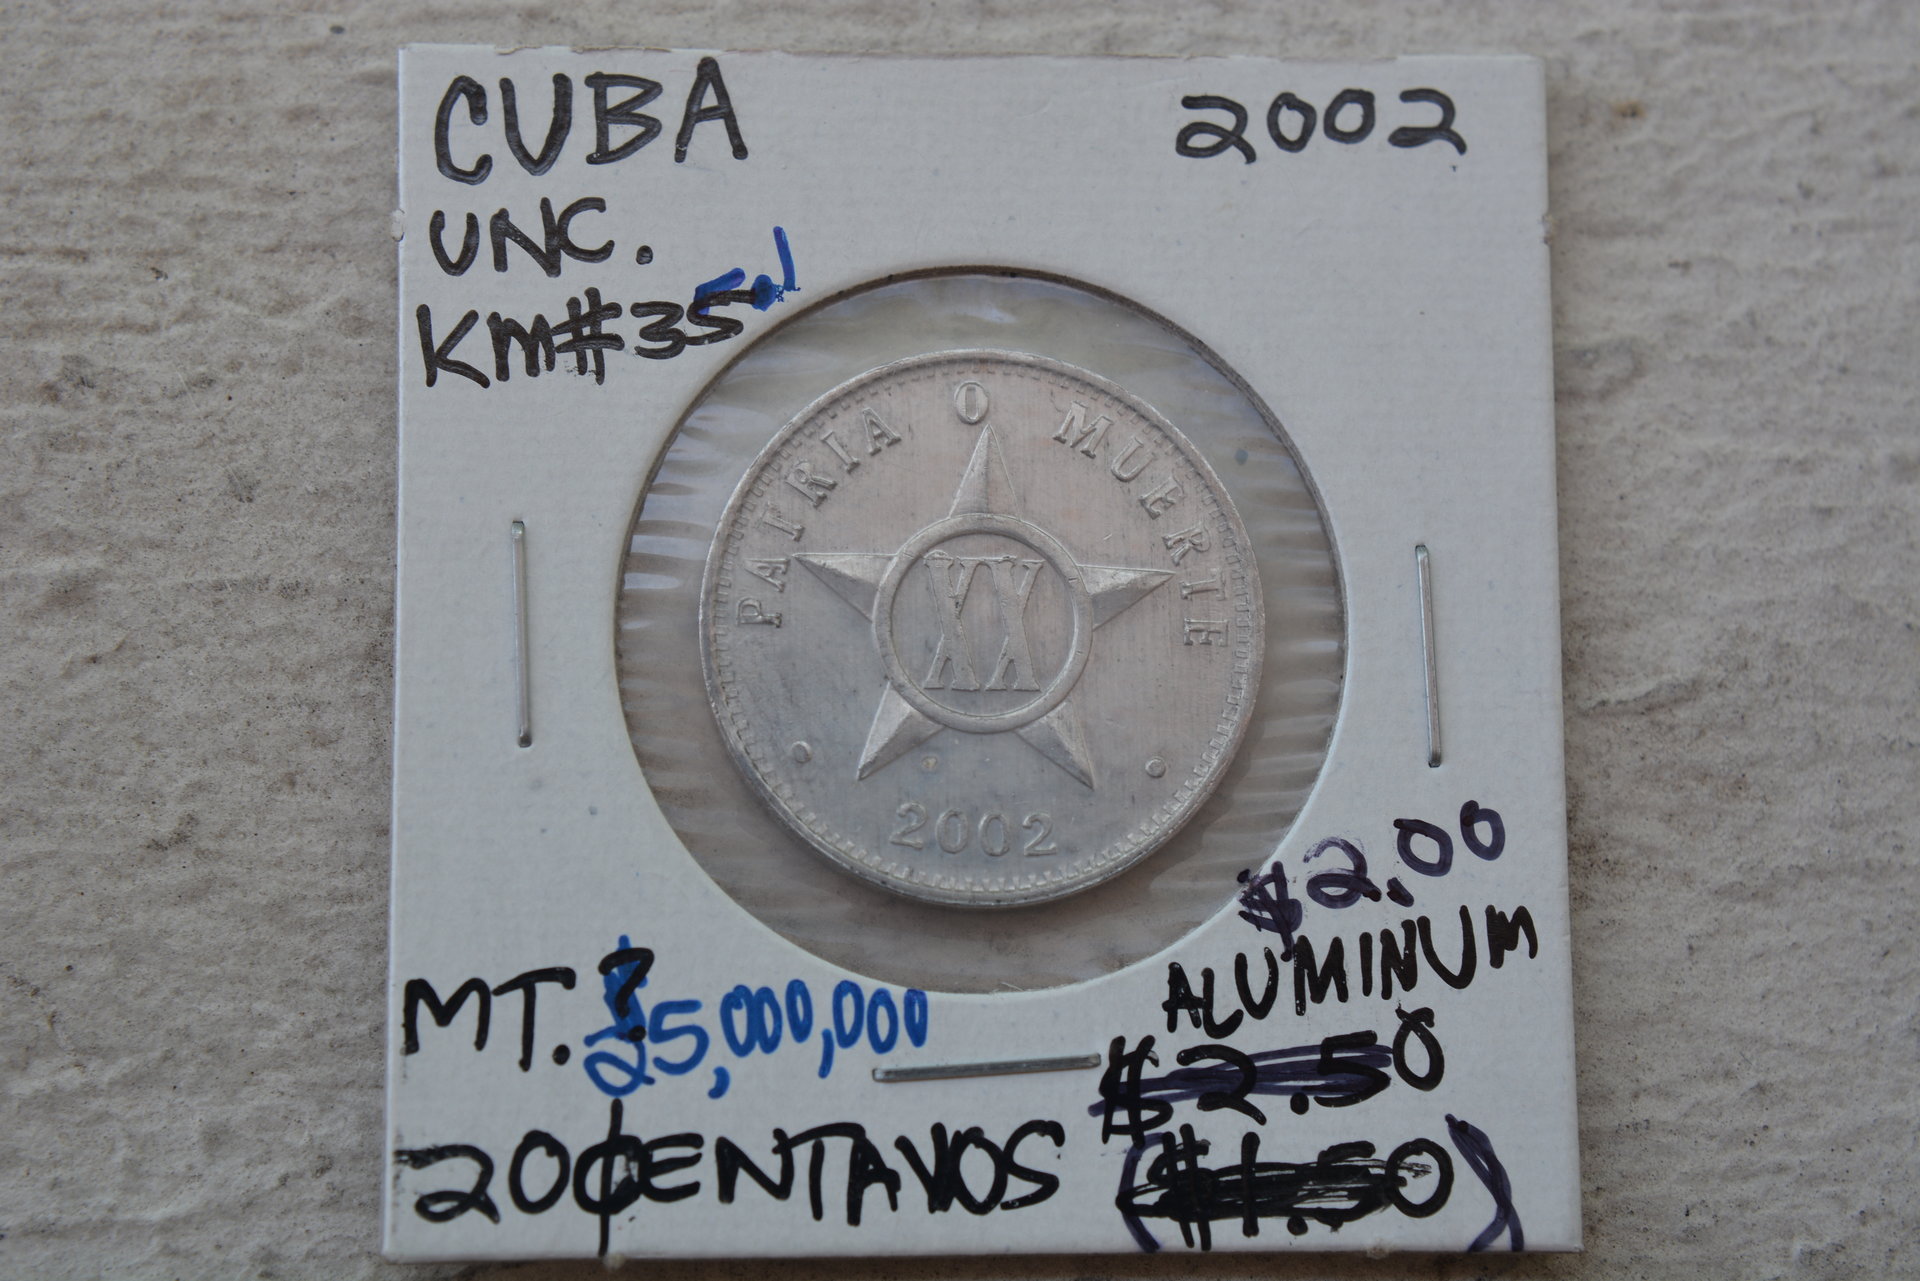 CUBA 2002
UNC.
KM#35.1
PATRIA O MUERTE
XX
2002
$2.00
ALUMINUM
MT. ? 25,000,000
$2.50
20¢ENTAVOS ($1.50)